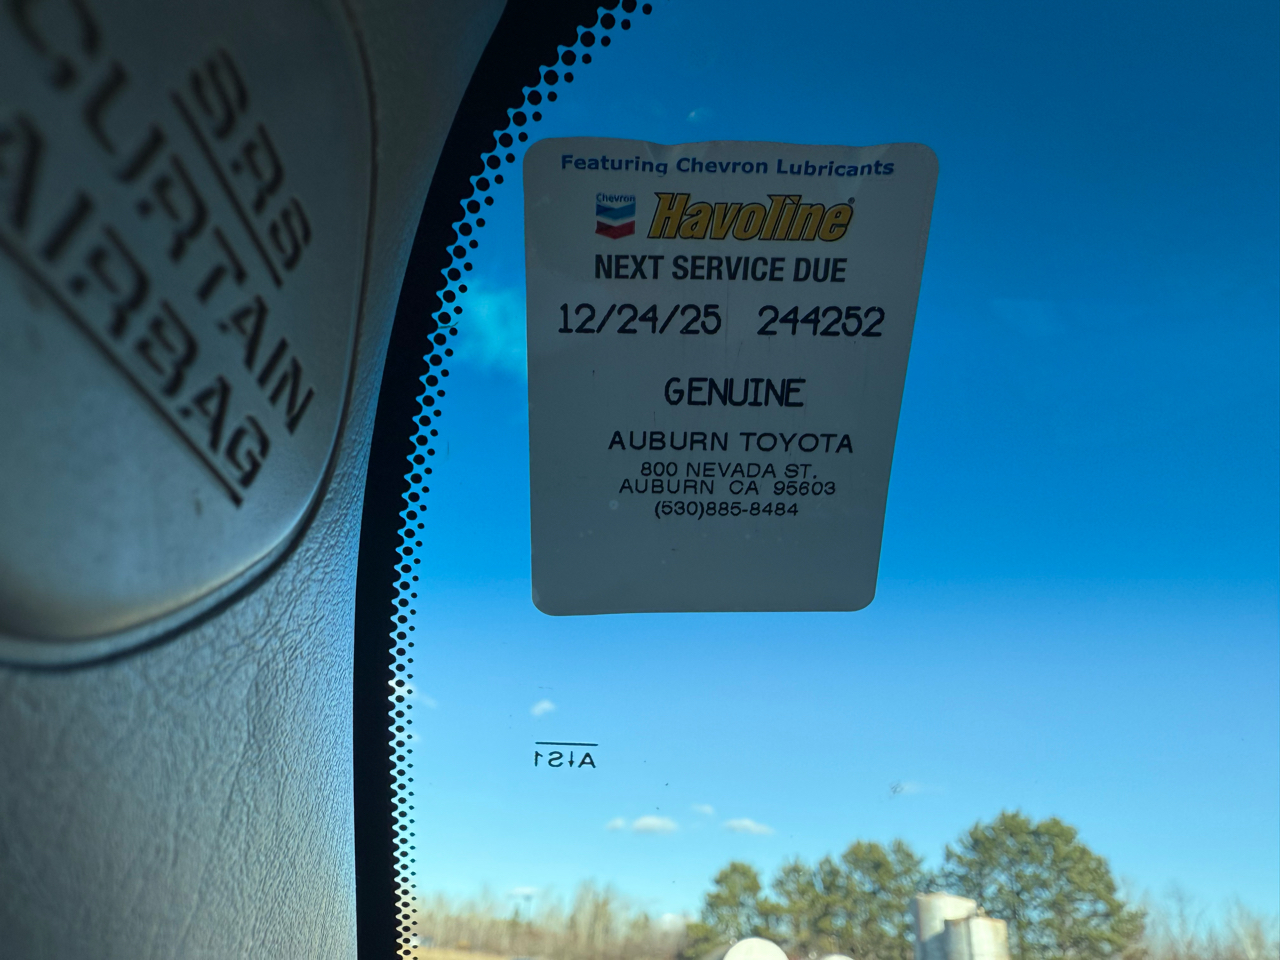 SRS
CURTAIN
AIRBAG
Featuring Chevron Lubricants
Chevron
Havoline
NEXT SERVICE DUE
12/24/25 244252
GENUINE
AUBURN TOYOTA
800 NEVADA ST.
AUBURN CA 95603
(530)885-8484
AIS1